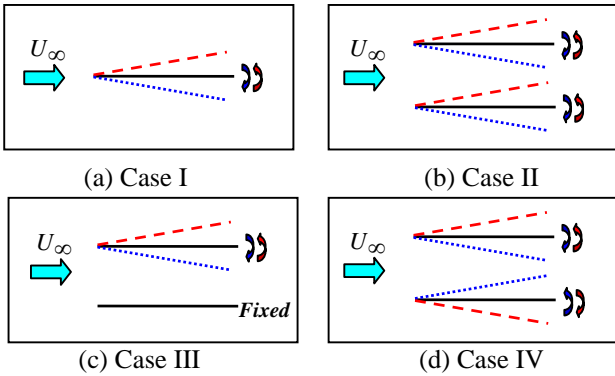 U∞
U∞
(a) Case I
(b) Case II
U∞
Fixed
U∞
(c) Case III
(d) Case IV